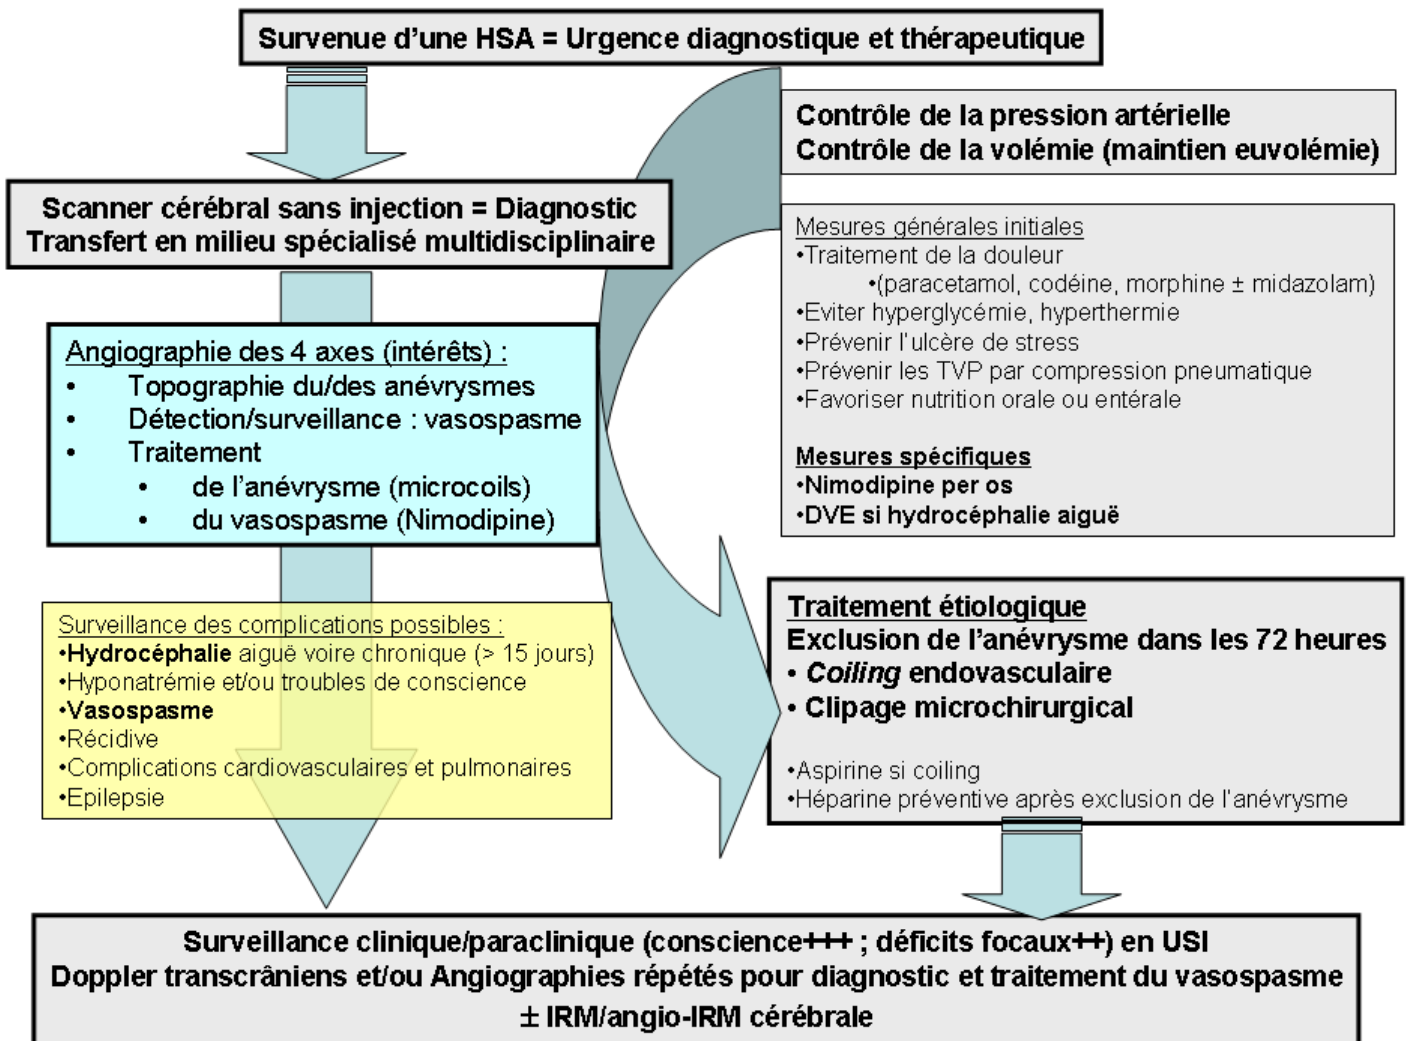 Survenue d'une HSA = Urgence diagnostique et thérapeutique
Contrôle de la pression artérielle
Contrôle de la volémie (maintien euvolémie)
Scanner cérébral sans injection = Diagnostic
Transfert en milieu spécialisé multidisciplinaire
Mesures générales initiales
•Traitement de la douleur
•(paracetamol, codéine, morphine ± midazolam)
•Eviter hyperglycémie, hyperthermie
•Prévenir l'ulcère de stress
•Prévenir les TVP par compression pneumatique
•Favoriser nutrition orale ou entérale
Mesures spécifiques
•Nimodipine per os
•DVE si hydrocéphalie aiguë
Angiographie des 4 axes (intérêts) :
• Topographie du/des anévrysmes
• Détection/surveillance : vasospasme
• Traitement
• de l'anévrysme (microcoils)
• du vasospasme (Nimodipine)
Surveillance des complications possibles :
•Hydrocéphalie aiguë voire chronique (> 15 jours)
•Hyponatrémie et/ou troubles de conscience
•Vasospasme
•Récidive
•Complications cardiovasculaires et pulmonaires
•Epilepsie
Traitement étiologique
Exclusion de l'anévrysme dans les 72 heures
• Coiling endovasculaire
• Clipage microchirurgical
•Aspirine si coiling
•Héparine préventive après exclusion de l'anévrysme
Surveillance clinique/paraclinique (conscience+++ ; déficits focaux++) en USI
Doppler transcrâniens et/ou Angiographies répétés pour diagnostic et traitement du vasospasme
± IRM/angio-IRM cérébrale